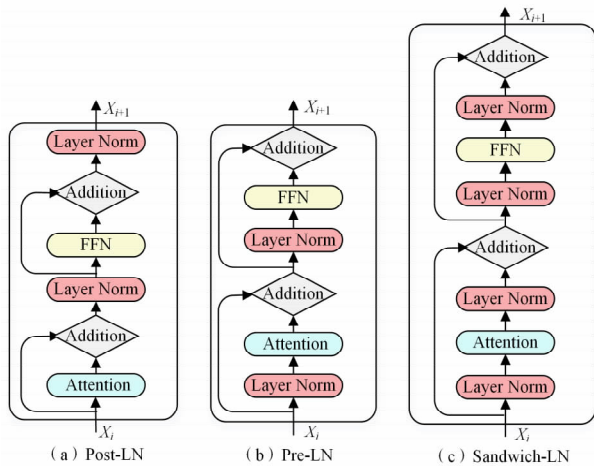 X_{i+1}
Layer Norm
Addition
FFN
Layer Norm
Addition
Attention
X_i
(a) Post-LN
X_{i+1}
Addition
FFN
Layer Norm
Addition
Attention
Layer Norm
X_i
(b) Pre-LN
X_{i+1}
Addition
Layer Norm
FFN
Layer Norm
Addition
Layer Norm
Attention
Layer Norm
X_i
(c) Sandwich-LN